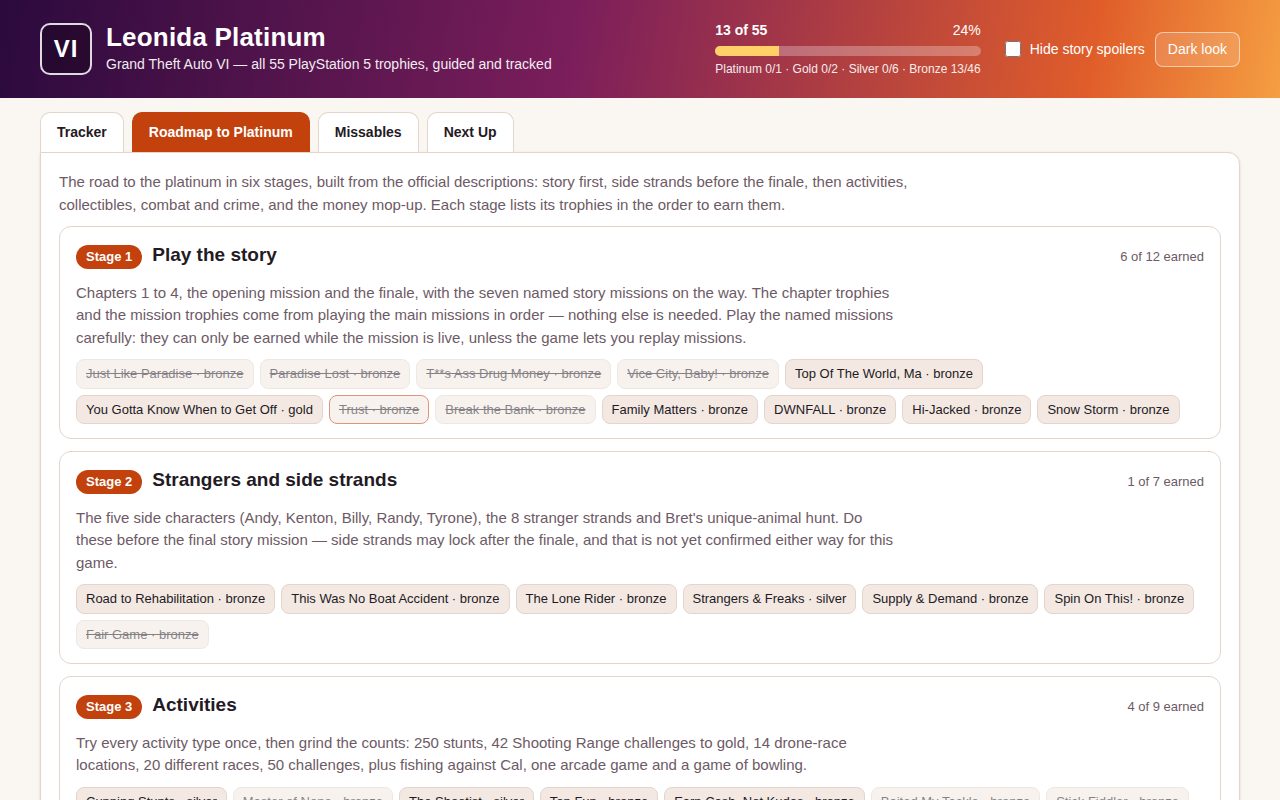 VI
Leonida Platinum
Grand Theft Auto VI — all 55 PlayStation 5 trophies, guided and tracked
13 of 55 24%
Platinum 0/1 · Gold 0/2 · Silver 0/6 · Bronze 13/46
Hide story spoilers
Dark look
Tracker
Roadmap to Platinum
Missables
Next Up
The road to the platinum in six stages, built from the official descriptions: story first, side strands before the finale, then activities,
collectibles, combat and crime, and the money mop-up. Each stage lists its trophies in the order to earn them.
Stage 1 Play the story 6 of 12 earned
Chapters 1 to 4, the opening mission and the finale, with the seven named story missions on the way. The chapter trophies
and the mission trophies come from playing the main missions in order — nothing else is needed. Play the named missions
carefully: they can only be earned while the mission is live, unless the game lets you replay missions.
Just Like Paradise · bronze Paradise Lost · bronze T**s Ass Drug Money · bronze Vice City, Baby! · bronze Top Of The World, Ma · bronze
You Gotta Know When to Get Off · gold Trust · bronze Break the Bank · bronze Family Matters · bronze DWNFALL · bronze Hi-Jacked · bronze Snow Storm · bronze
Stage 2 Strangers and side strands 1 of 7 earned
The five side characters (Andy, Kenton, Billy, Randy, Tyrone), the 8 stranger strands and Bret's unique-animal hunt. Do
these before the final story mission — side strands may lock after the finale, and that is not yet confirmed either way for this
game.
Road to Rehabilitation · bronze This Was No Boat Accident · bronze The Lone Rider · bronze Strangers & Freaks · silver Supply & Demand · bronze Spin On This! · bronze
Fair Game · bronze
Stage 3 Activities 4 of 9 earned
Try every activity type once, then grind the counts: 250 stunts, 42 Shooting Range challenges to gold, 14 drone-race
locations, 20 different races, 50 challenges, plus fishing against Cal, one arcade game and a game of bowling.